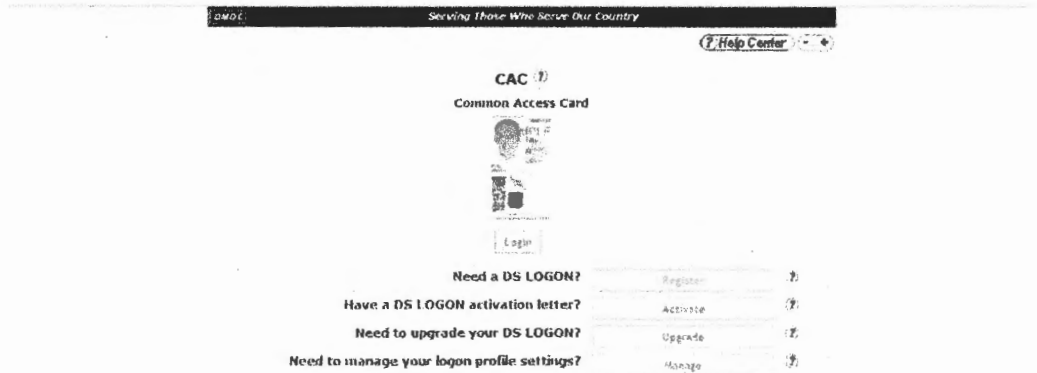 DMDC Serving Those Who Serve Our Country
? Help Center - +
CAC ?
Common Access Card
Login
Need a DS LOGON? Register ?
Have a DS LOGON activation letter? Activate ?
Need to upgrade your DS LOGON? Upgrade ?
Need to manage your logon profile settings? Manage ?